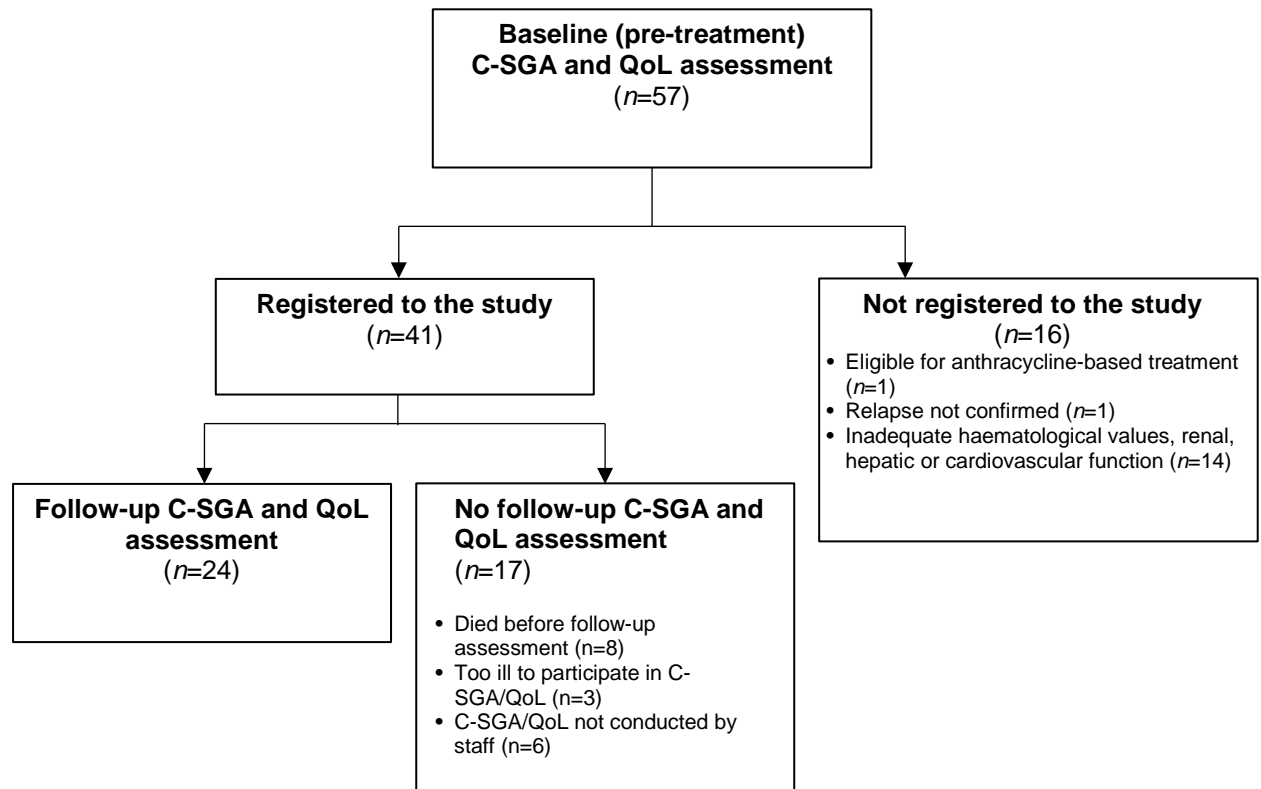 Baseline (pre-treatment)
C-SGA and QoL assessment
(n=57)
Registered to the study
(n=41)
Not registered to the study
(n=16)
• Eligible for anthracycline-based treatment
(n=1)
• Relapse not confirmed (n=1)
• Inadequate haematological values, renal,
hepatic or cardiovascular function (n=14)
Follow-up C-SGA and QoL
assessment
(n=24)
No follow-up C-SGA and
QoL assessment
(n=17)
• Died before follow-up
assessment (n=8)
• Too ill to participate in C-
SGA/QoL (n=3)
• C-SGA/QoL not conducted by
staff (n=6)